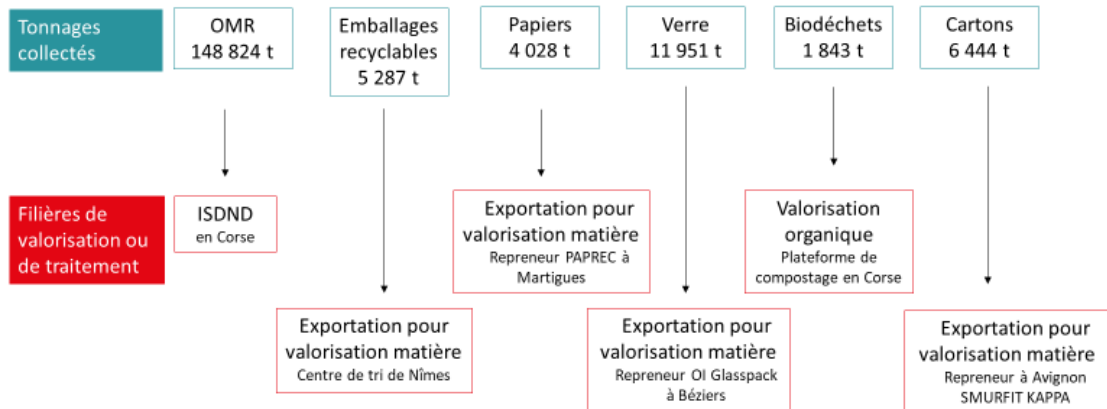 Tonnages
collectés
OMR
148 824 t
Emballages
recyclables
5 287 t
Papiers
4 028 t
Verre
11 951 t
Biodéchets
1 843 t
Cartons
6 444 t
Filières de
valorisation ou
de traitement
ISDND
en Corse
Exportation pour
valorisation matière
Repreneur PAPREC à
Martigues
Valorisation
organique
Plateforme de
compostage en Corse
Exportation pour
valorisation matière
Centre de tri de Nîmes
Exportation pour
valorisation matière
Repreneur OI Glasspack
à Béziers
Exportation pour
valorisation matière
Repreneur à Avignon
SMURFIT KAPPA